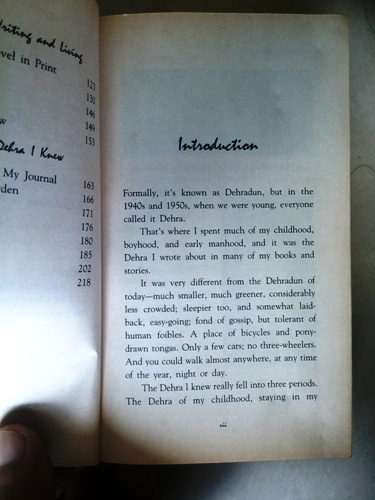 Writing and Living
vel in Print
121
130
146
w
149
153
Dehra I Knew
My Journal
163
rden
166
171
176
180
185
202
218
Introduction
Formally, it's known as Dehradun, but in the
1940s and 1950s, when we were young, everyone
called it Dehra.
That's where I spent much of my childhood,
boyhood, and early manhood, and it was the
Dehra I wrote about in many of my books and
stories.
It was very different from the Dehradun of
today—much smaller, much greener, considerably
less crowded; sleepier too, and somewhat laid-
back, easy-going; fond of gossip, but tolerant of
human foibles. A place of bicycles and pony-
drawn tongas. Only a few cars; no three-wheelers.
And you could walk almost anywhere, at any time
of the year, night or day.
The Dehra I knew really fell into three periods.
The Dehra of my childhood, staying in my
vii